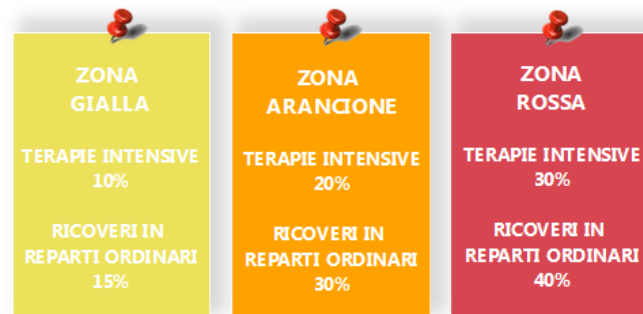 ZONA
GIALLA
TERAPIE INTENSIVE
10%
RICOVERI IN
REPARTI ORDINARI
15%
ZONA
ARANCIONE
TERAPIE INTENSIVE
20%
RICOVERI IN
REPARTI ORDINARI
30%
ZONA
ROSSA
TERAPIE INTENSIVE
30%
RICOVERI IN
REPARTI ORDINARI
40%